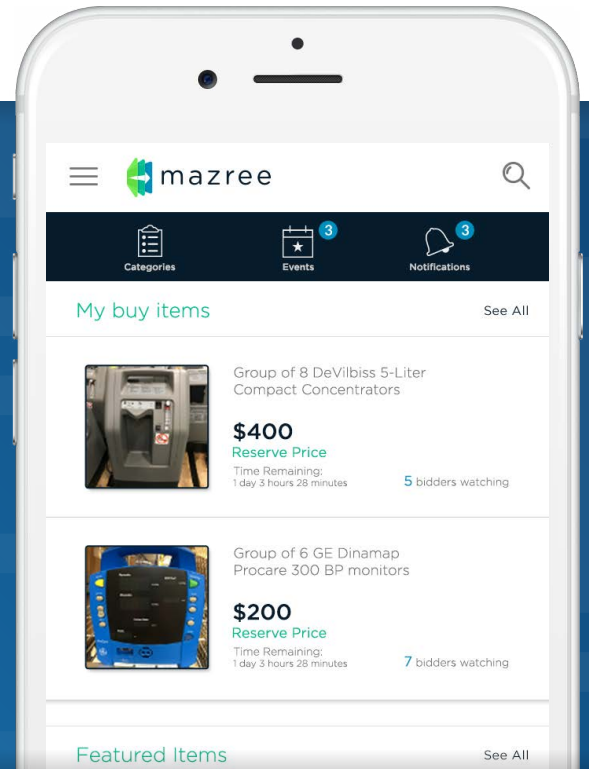 mazree
3
3
Categories
Events
Notifications
My buy items
See All
Group of 8 DeVilbiss 5-Liter
Compact Concentrators
$400
Reserve Price
Time Remaining:
1 day 3 hours 28 minutes
5 bidders watching
Group of 6 GE Dinamap
Procare 300 BP monitors
$200
Reserve Price
Time Remaining:
1 day 3 hours 28 minutes
7 bidders watching
Featured Items
See All